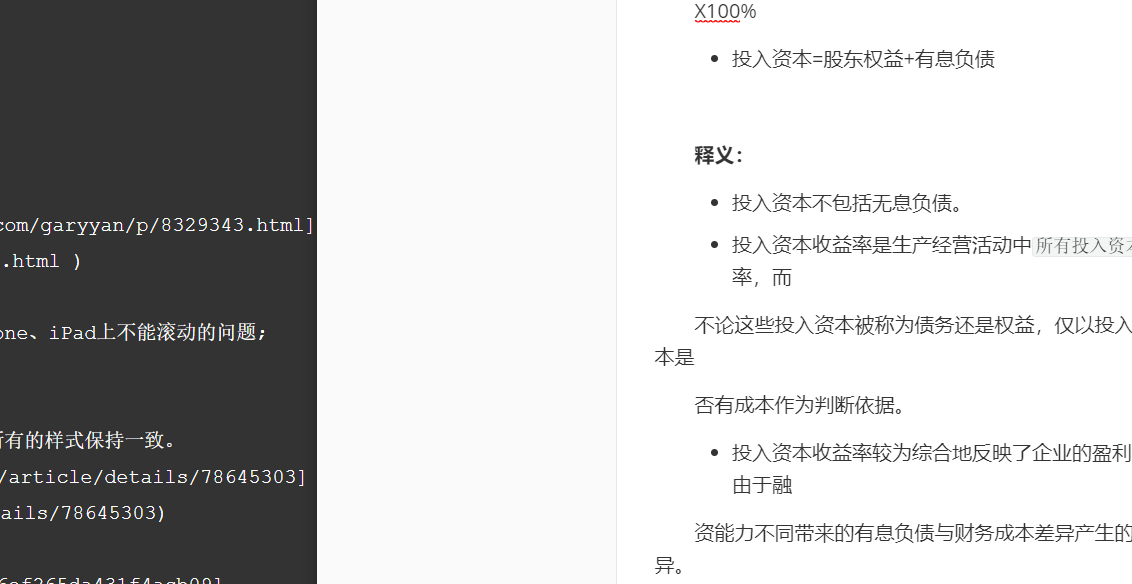 com/garyyan/p/8329343.html]
.html )
one、iPad上不能滚动的问题；
所有的样式保持一致。
/article/details/78645303]
ails/78645303)
X100%
投入资本=股东权益+有息负债
释义：
投入资本不包括无息负债。
投入资本收益率是生产经营活动中所有投入资本
率，而
不论这些投入资本被称为债务还是权益，仅以投入
本是
否有成本作为判断依据。
投入资本收益率较为综合地反映了企业的盈利
由于融
资能力不同带来的有息负债与财务成本差异产生的
异。